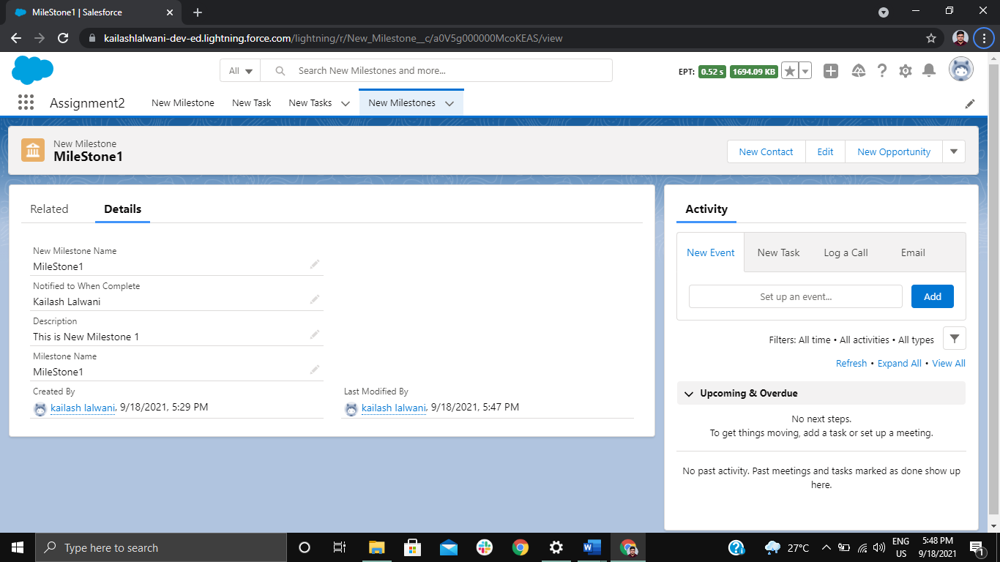 MileStone1 | Salesforce
kailashlalwani-dev-ed.lightning.force.com/lightning/r/New_Milestone__c/a0V5g000000McoKEAS/view
All
Search New Milestones and more...
EPT: 0.52 s 1694.09 KB
Assignment2 New Milestone New Task New Tasks New Milestones
New Milestone
MileStone1
New Contact Edit New Opportunity
Related Details
New Milestone Name
MileStone1
Notified to When Complete
Kailash Lalwani
Description
This is New Milestone 1
Milestone Name
MileStone1
Created By
kailash lalwani, 9/18/2021, 5:29 PM
Last Modified By
kailash lalwani, 9/18/2021, 5:47 PM
Activity
New Event New Task Log a Call Email
Set up an event... Add
Filters: All time • All activities • All types
Refresh • Expand All • View All
Upcoming & Overdue
No next steps.
To get things moving, add a task or set up a meeting.
No past activity. Past meetings and tasks marked as done show up
here.
Type here to search
27°C
ENG
US
5:48 PM
9/18/2021
1